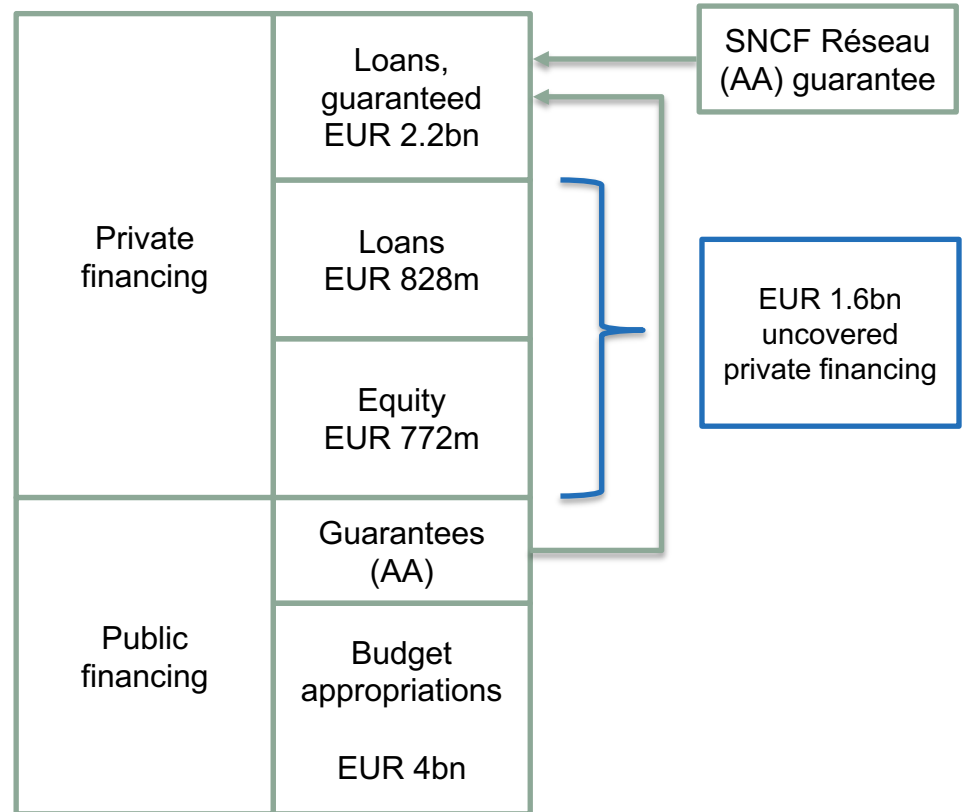 Private
financing
Loans,
guaranteed
EUR 2.2bn
Loans
EUR 828m
Equity
EUR 772m
SNCF Réseau
(AA) guarantee
EUR 1.6bn
uncovered
private financing
Public
financing
Guarantees
(AA)
Budget
appropriations
EUR 4bn